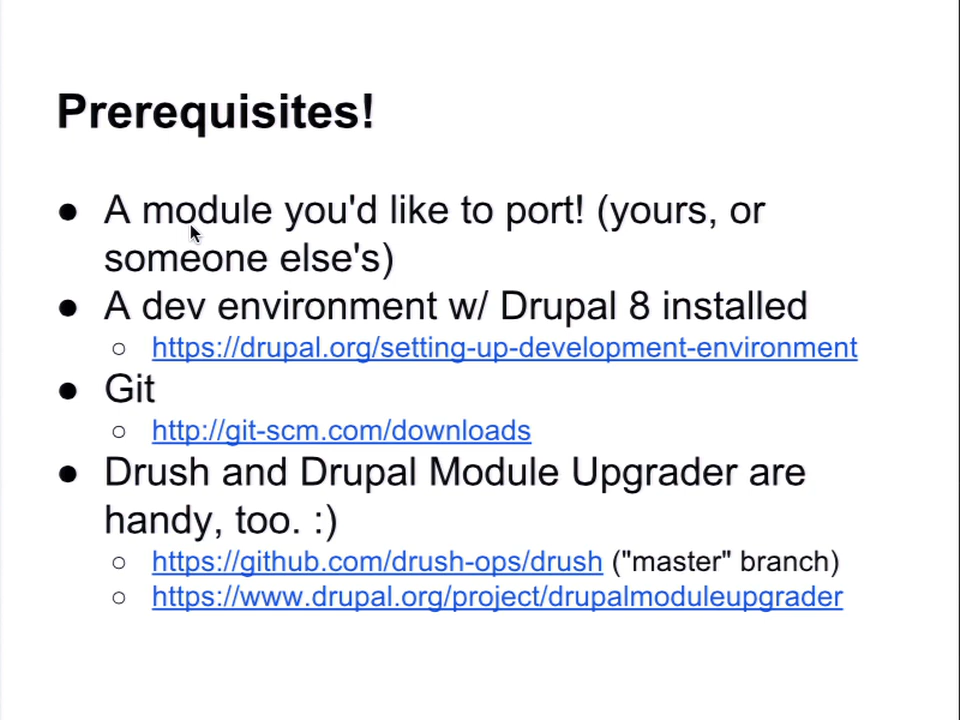 Prerequisites!
● A module you'd like to port! (yours, or
someone else's)
● A dev environment w/ Drupal 8 installed
○ https://drupal.org/setting-up-development-environment
● Git
○ http://git-scm.com/downloads
● Drush and Drupal Module Upgrader are
handy, too. :)
○ https://github.com/drush-ops/drush ("master" branch)
○ https://www.drupal.org/project/drupalmoduleupgrader